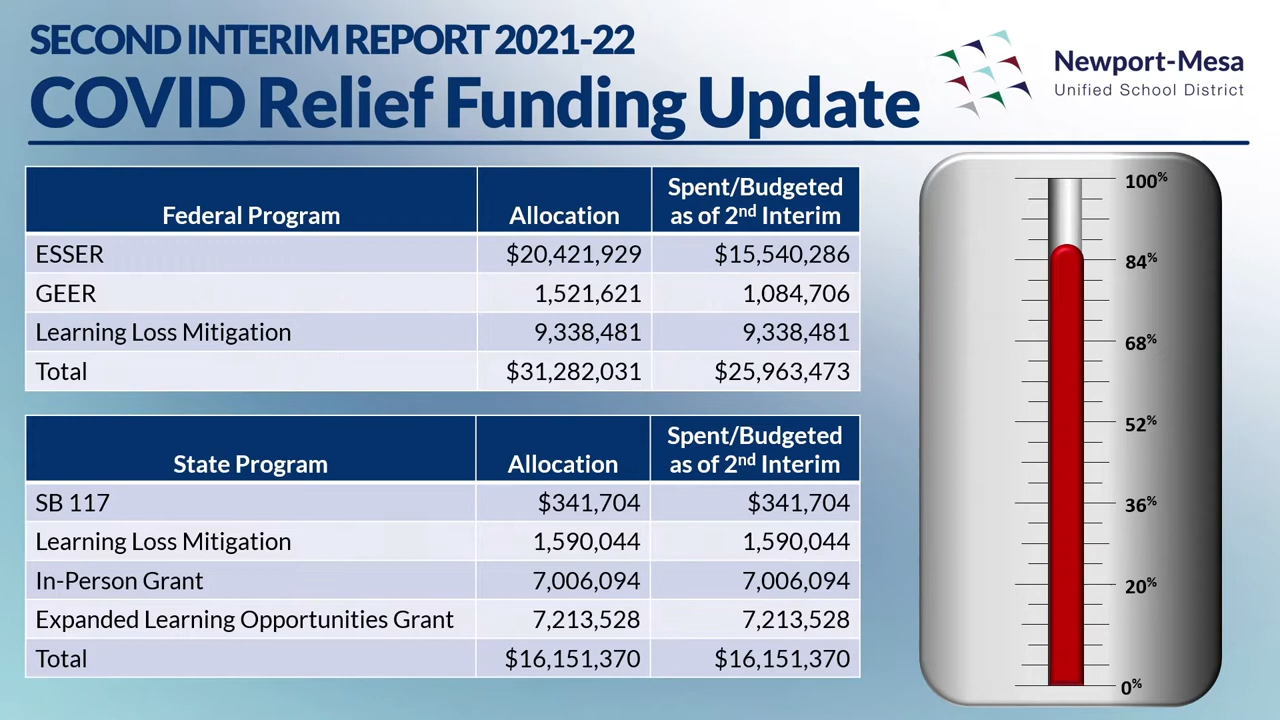 SECOND INTERIM REPORT 2021-22
COVID Relief Funding Update
Newport-Mesa
Unified School District
Federal Program Allocation Spent/Budgeted as of 2nd Interim
ESSER $20,421,929 $15,540,286
GEER 1,521,621 1,084,706
Learning Loss Mitigation 9,338,481 9,338,481
Total $31,282,031 $25,963,473
State Program Allocation Spent/Budgeted as of 2nd Interim
SB 117 $341,704 $341,704
Learning Loss Mitigation 1,590,044 1,590,044
In-Person Grant 7,006,094 7,006,094
Expanded Learning Opportunities Grant 7,213,528 7,213,528
Total $16,151,370 $16,151,370
100%
84%
68%
52%
36%
20%
0%